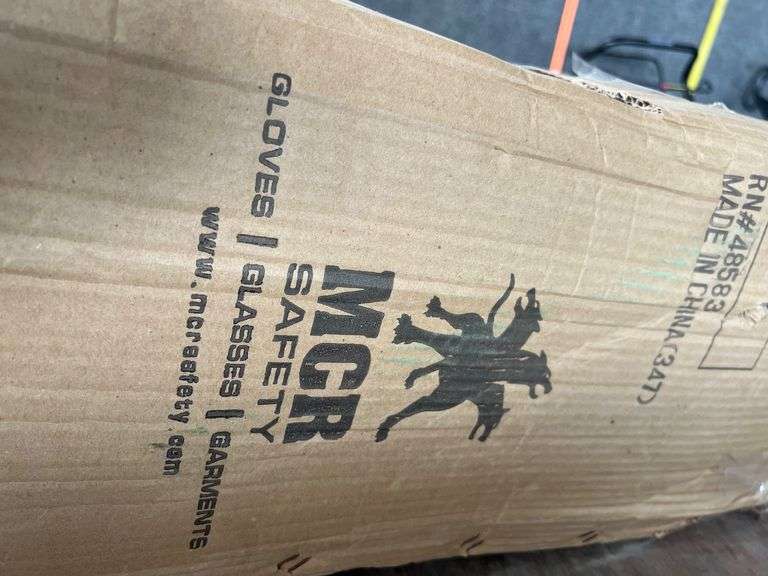 RN# 48583
MADE IN CHINA (347)
MCR
SAFETY
GLOVES | GLASSES | GARMENTS
www.mcrsafety.com